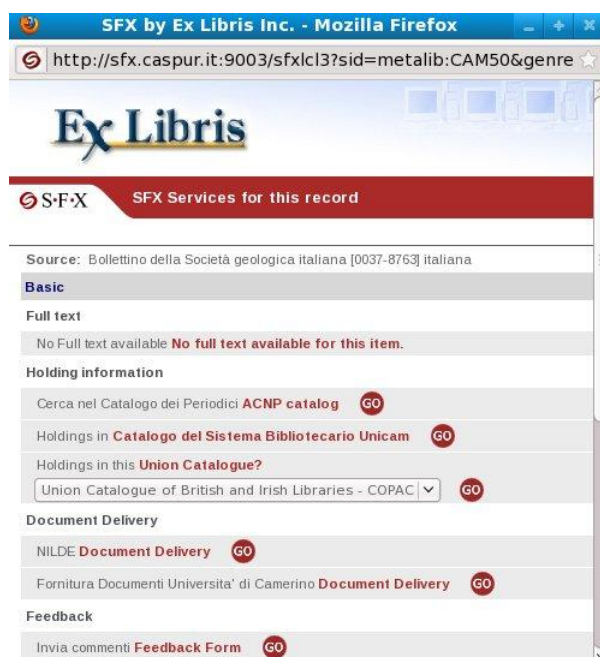 SFX by Ex Libris Inc. - Mozilla Firefox
http://sfx.caspur.it:9003/sfxlcl3?sid=metalib:CAM50&genre
Ex Libris
S·F·X SFX Services for this record
Source: Bollettino della Società geologica italiana [0037-8763] italiana
Basic
Full text
No Full text available No full text available for this item.
Holding information
Cerca nel Catalogo dei Periodici ACNP catalog GO
Holdings in Catalogo del Sistema Bibliotecario Unicam GO
Holdings in this Union Catalogue?
Union Catalogue of British and Irish Libraries - COPAC GO
Document Delivery
NILDE Document Delivery GO
Fornitura Documenti Universita' di Camerino Document Delivery GO
Feedback
Invia commenti Feedback Form GO